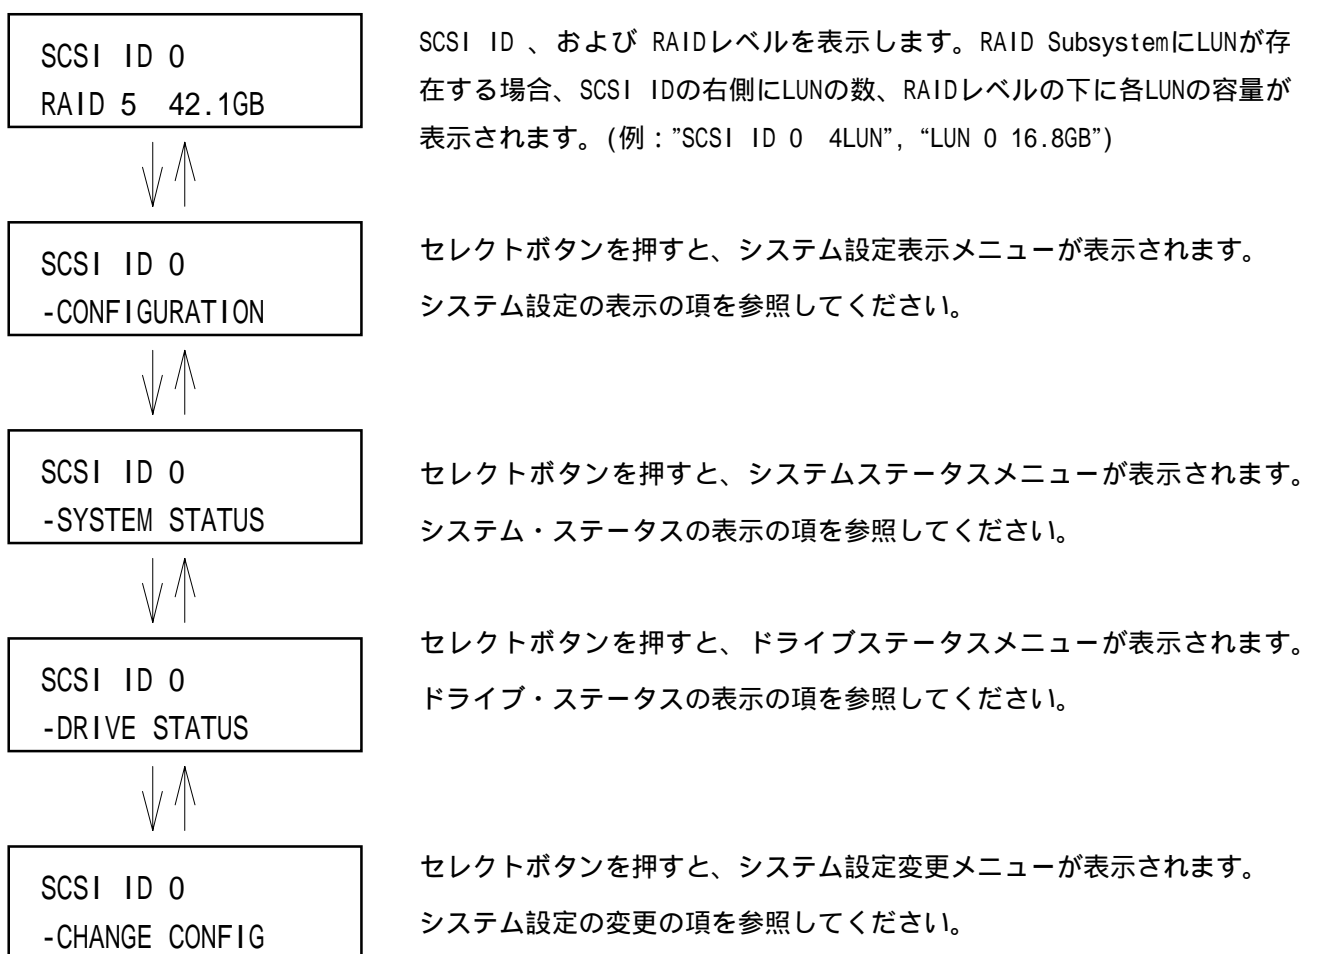 SCSI ID 0
RAID 5 42.1GB
SCSI ID 、および RAIDレベルを表示します。RAID SubsystemにLUNが存
在する場合、SCSI IDの右側にLUNの数、RAIDレベルの下に各LUNの容量が
表示されます。(例:”SCSI ID 0 4LUN”, “LUN 0 16.8GB”)
SCSI ID 0
-CONFIGURATION
セレクトボタンを押すと、システム設定表示メニューが表示されます。
システム設定の表示の項を参照してください。
SCSI ID 0
-SYSTEM STATUS
セレクトボタンを押すと、システムステータスメニューが表示されます。
システム・ステータスの表示の項を参照してください。
SCSI ID 0
-DRIVE STATUS
セレクトボタンを押すと、ドライブステータスメニューが表示されます。
ドライブ・ステータスの表示の項を参照してください。
SCSI ID 0
-CHANGE CONFIG
セレクトボタンを押すと、システム設定変更メニューが表示されます。
システム設定の変更の項を参照してください。